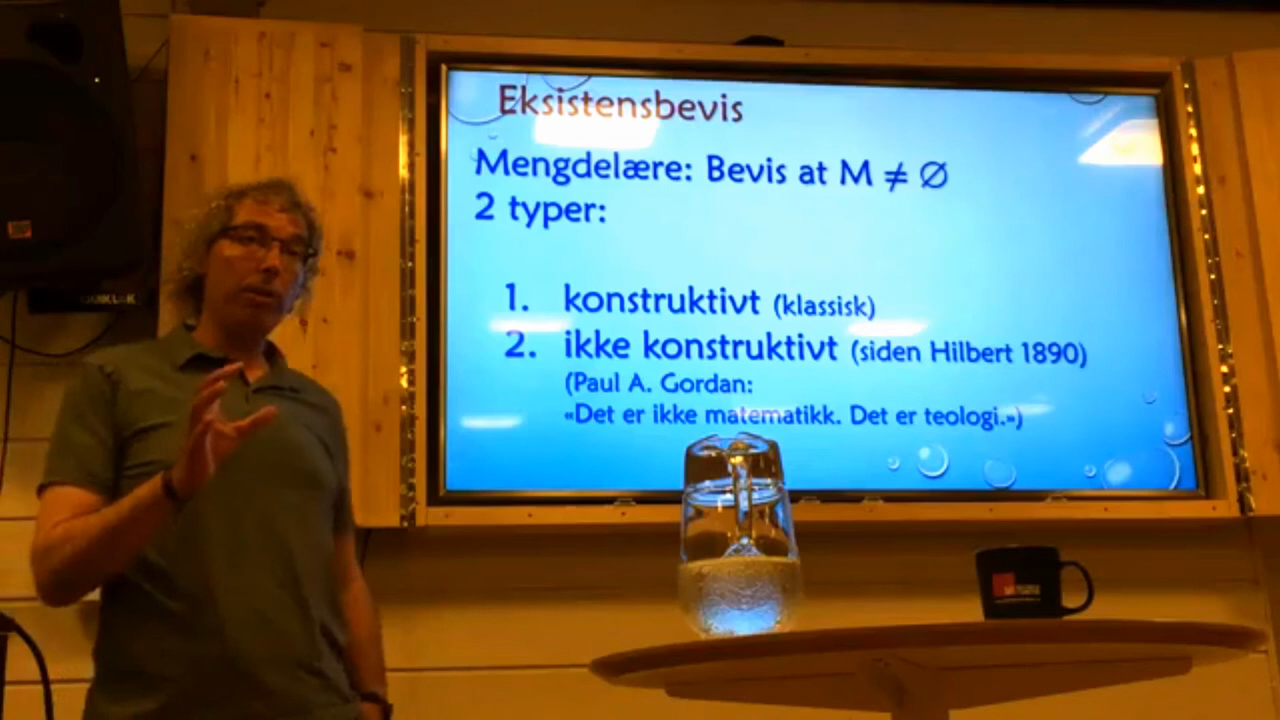 Eksistensbevis
Mengdelære: Bevis at M ≠ ∅
2 typer:
1. konstruktivt (klassisk)
2. ikke konstruktivt (siden Hilbert 1890)
(Paul A. Gordan:
«Det er ikke matematikk. Det er teologi.»)